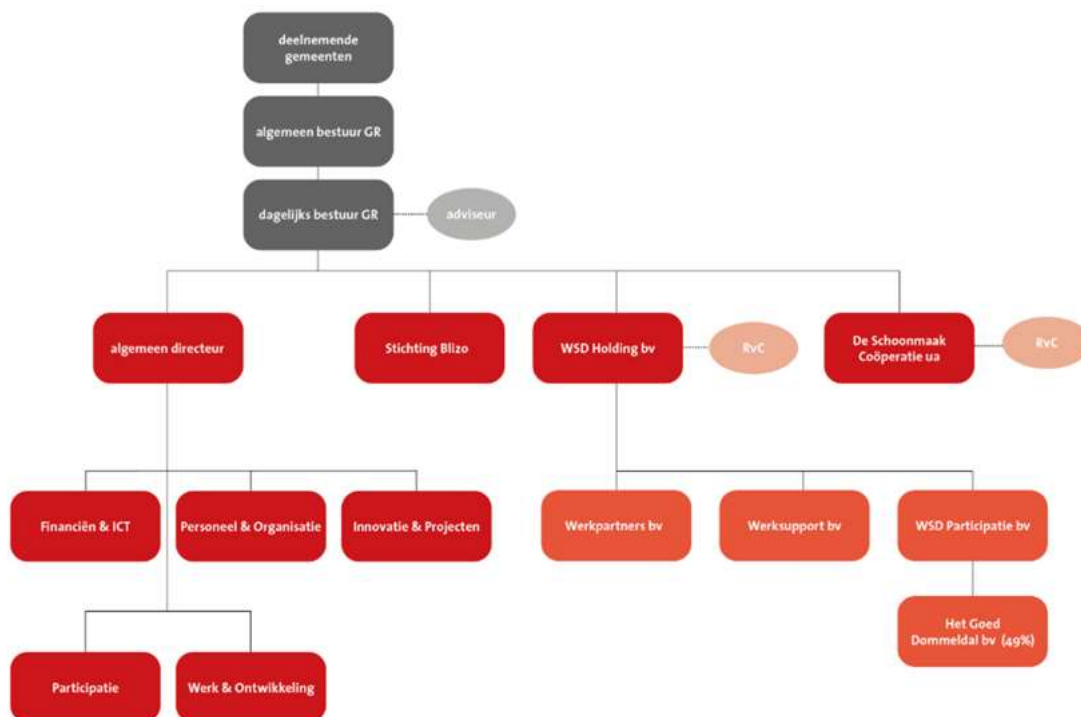 deelnemende
gemeenten
algemeen bestuur GR
dagelijks bestuur GR
adviseur
algemeen directeur
Stichting Blizo
WSD Holding bv
RvC
De Schoonmaak
Coöperatie ua
RvC
Financiën & ICT
Personeel & Organisatie
Innovatie & Projecten
Werkpartners bv
Werksupport bv
WSD Participatie bv
Het Goed
Dommeldal bv (49%)
Participatie
Werk & Ontwikkeling